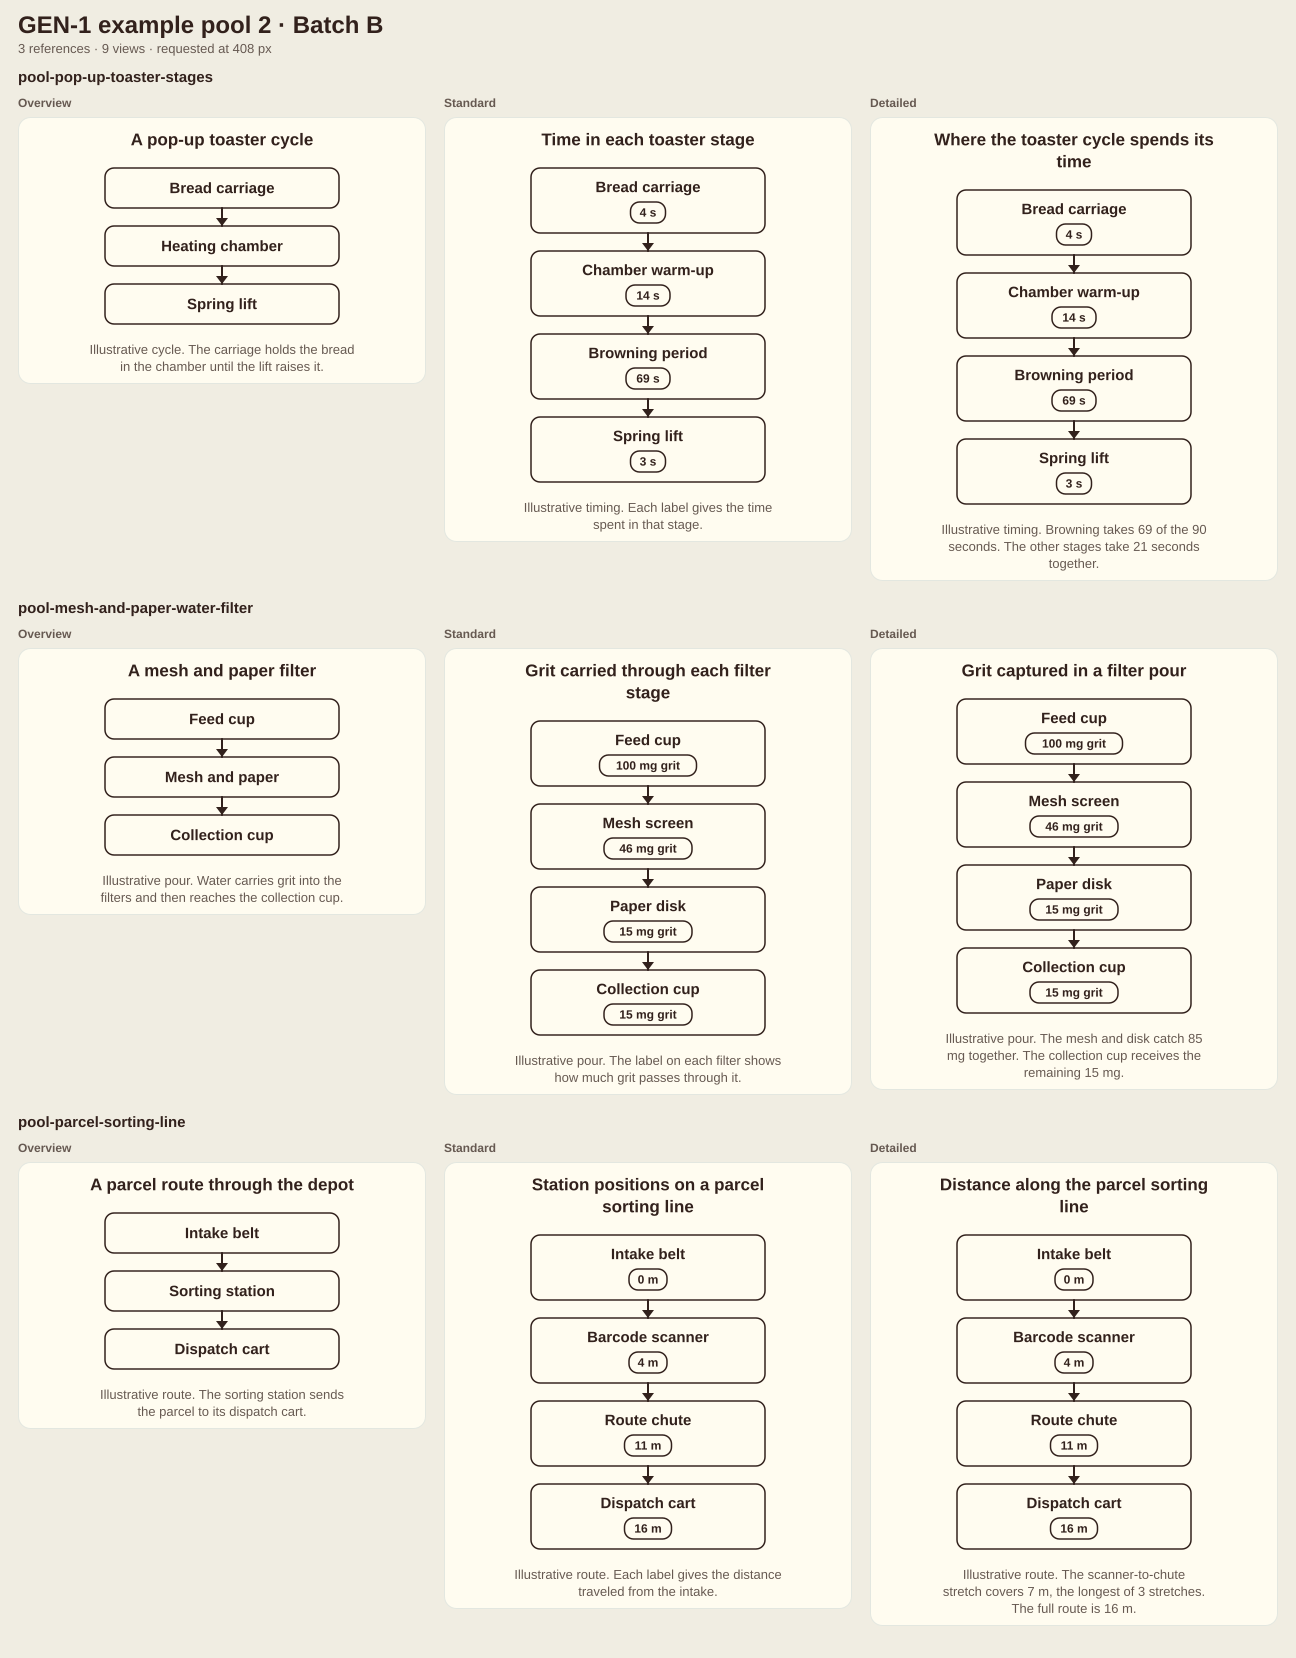 GEN-1 example pool 2 · Batch B
3 references · 9 views · requested at 408 px
pool-pop-up-toaster-stages
Overview
A pop-up toaster cycle
Bread carriage
Heating chamber
Spring lift
Illustrative cycle. The carriage holds the bread
in the chamber until the lift raises it.
Standard
Time in each toaster stage
Bread carriage
4 s
Chamber warm-up
14 s
Browning period
69 s
Spring lift
3 s
Illustrative timing. Each label gives the time
spent in that stage.
Detailed
Where the toaster cycle spends its
time
Bread carriage
4 s
Chamber warm-up
14 s
Browning period
69 s
Spring lift
3 s
Illustrative timing. Browning takes 69 of the 90
seconds. The other stages take 21 seconds
together.
pool-mesh-and-paper-water-filter
Overview
A mesh and paper filter
Feed cup
Mesh and paper
Collection cup
Illustrative pour. Water carries grit into the
filters and then reaches the collection cup.
Standard
Grit carried through each filter
stage
Feed cup
100 mg grit
Mesh screen
46 mg grit
Paper disk
15 mg grit
Collection cup
15 mg grit
Illustrative pour. The label on each filter shows
how much grit passes through it.
Detailed
Grit captured in a filter pour
Feed cup
100 mg grit
Mesh screen
46 mg grit
Paper disk
15 mg grit
Collection cup
15 mg grit
Illustrative pour. The mesh and disk catch 85
mg together. The collection cup receives the
remaining 15 mg.
pool-parcel-sorting-line
Overview
A parcel route through the depot
Intake belt
Sorting station
Dispatch cart
Illustrative route. The sorting station sends
the parcel to its dispatch cart.
Standard
Station positions on a parcel
sorting line
Intake belt
0 m
Barcode scanner
4 m
Route chute
11 m
Dispatch cart
16 m
Illustrative route. Each label gives the distance
traveled from the intake.
Detailed
Distance along the parcel sorting
line
Intake belt
0 m
Barcode scanner
4 m
Route chute
11 m
Dispatch cart
16 m
Illustrative route. The scanner-to-chute
stretch covers 7 m, the longest of 3 stretches.
The full route is 16 m.